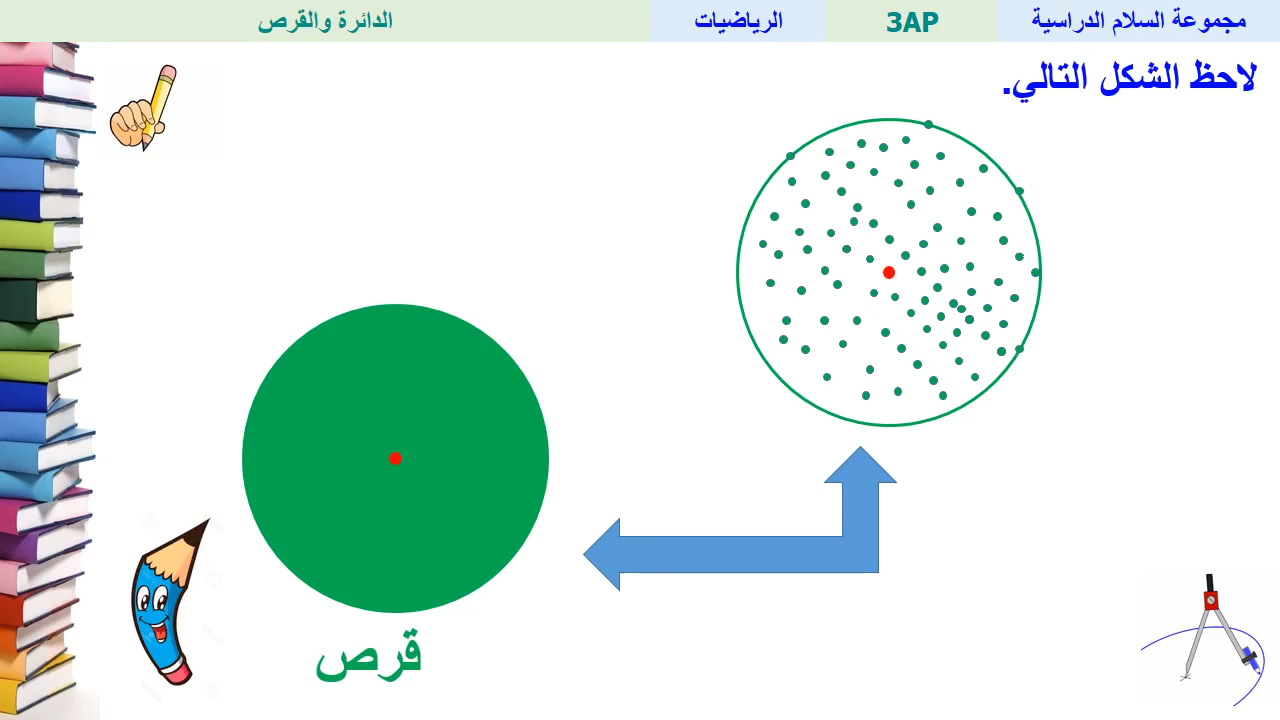 مجموعة السلام الدراسية
3AP
الرياضيات
الدائرة والقرص
لاحظ الشكل التالي.
قرص